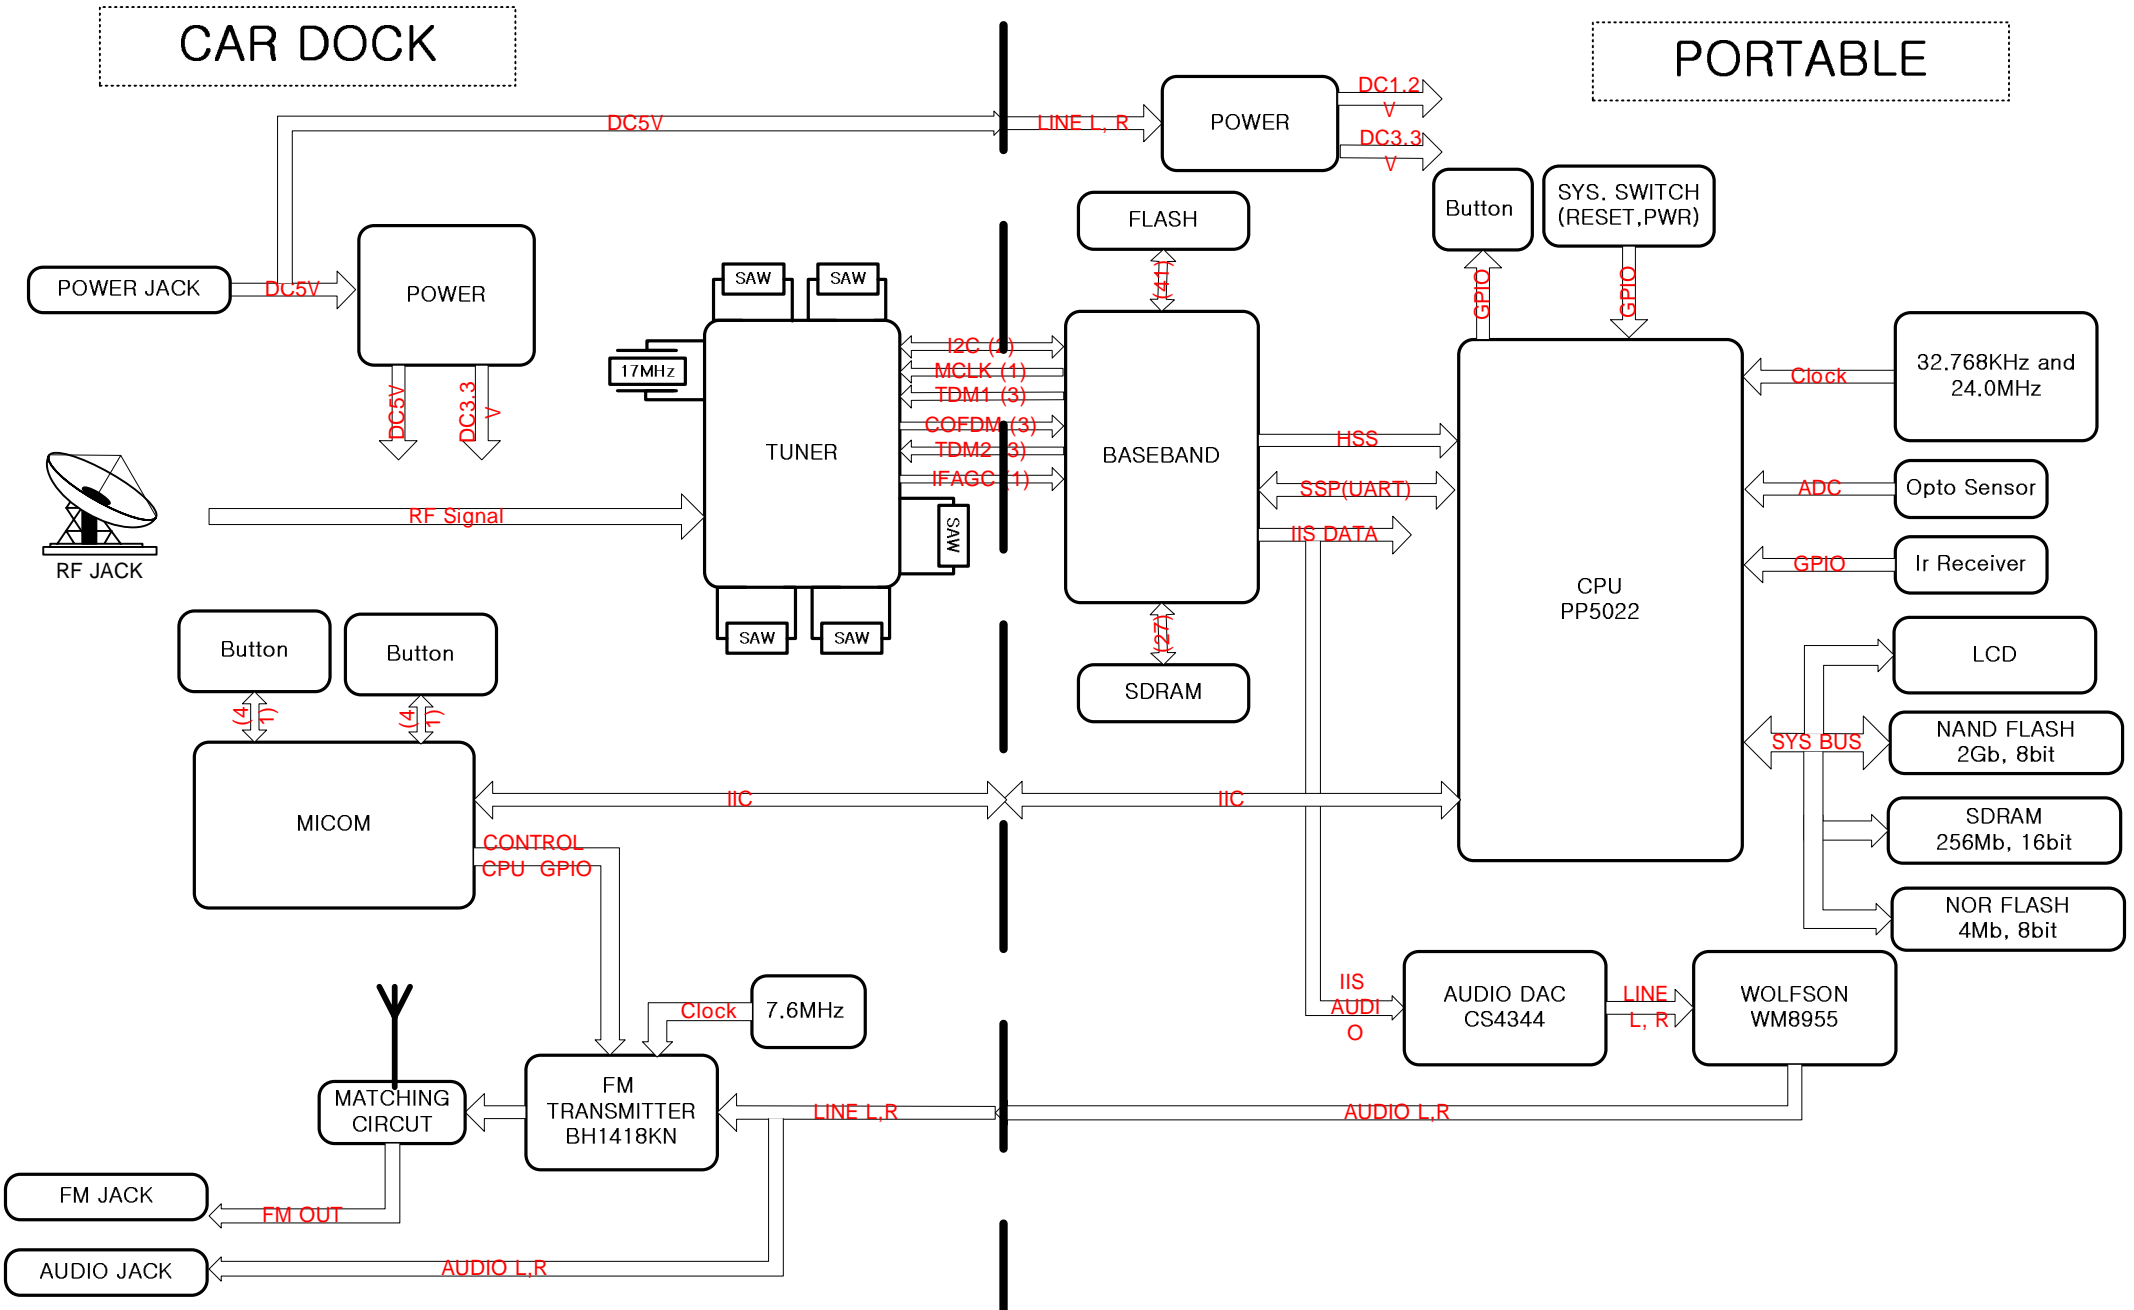 CAR DOCK
PORTABLE
DC5V
LINE L, R
POWER
DC1.2
V
DC3.3
V
Button
SYS. SWITCH
(RESET,PWR)
FLASH
(41)
GPIO
GPIO
POWER JACK
DC5V
POWER
DC5V
DC3.3
V
SAW
SAW
17MHz
TUNER
I2C (2)
MCLK (1)
TDM1 (3)
COFDM (3)
TDM2 (3)
IFAGC (1)
SAW
SAW
SAW
BASEBAND
HSS
SSP(UART)
IIS DATA
CPU
PP5022
Clock
32.768KHz and
24.0MHz
ADC
Opto Sensor
GPIO
Ir Receiver
RF Signal
RF JACK
(27)
SDRAM
LCD
SYS BUS
NAND FLASH
2Gb, 8bit
SDRAM
256Mb, 16bit
NOR FLASH
4Mb, 8bit
Button
Button
(4
1)
(4
1)
MICOM
IIC
IIC
CONTROL
CPU GPIO
Clock
7.6MHz
IIS
AUDI
O
AUDIO DAC
CS4344
LINE
L, R
WOLFSON
WM8955
MATCHING
CIRCUT
FM
TRANSMITTER
BH1418KN
LINE L,R
AUDIO L,R
FM JACK
FM OUT
AUDIO JACK
AUDIO L,R